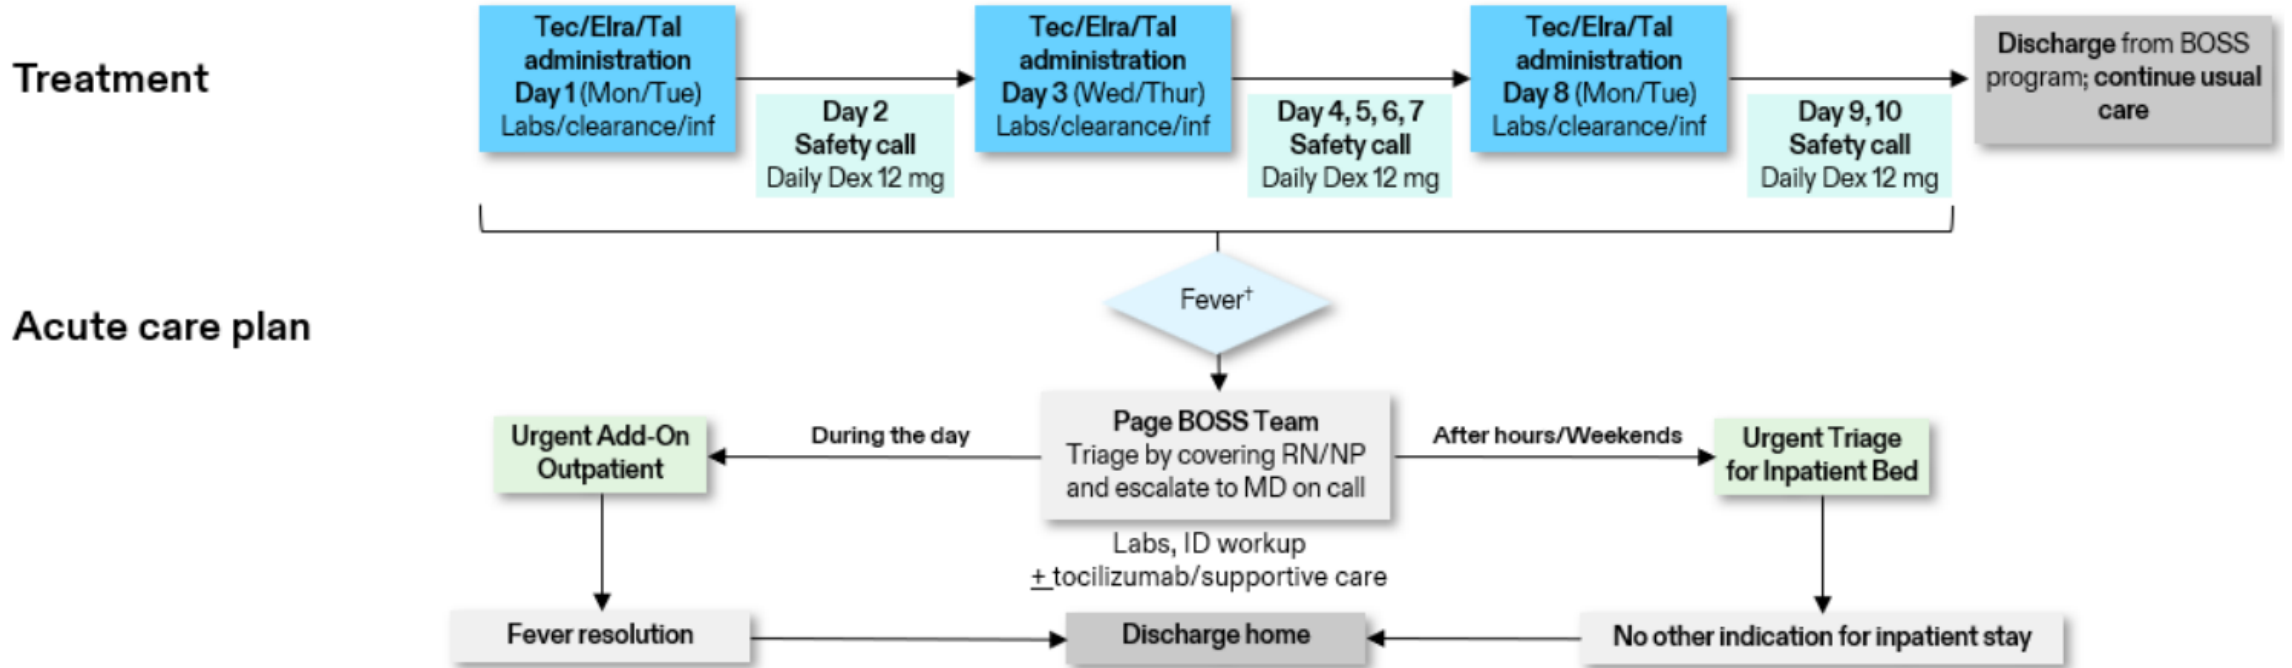 Treatment
Tec/Elra/Tal
administration
Day 1 (Mon/Tue)
Labs/clearance/inf
Day 2
Safety call
Daily Dex 12 mg
Tec/Elra/Tal
administration
Day 3 (Wed/Thur)
Labs/clearance/inf
Day 4, 5, 6, 7
Safety call
Daily Dex 12 mg
Tec/Elra/Tal
administration
Day 8 (Mon/Tue)
Labs/clearance/inf
Day 9, 10
Safety call
Daily Dex 12 mg
Discharge from BOSS
program; continue usual
care
Acute care plan
Fever†
Page BOSS Team
Triage by covering RN/NP
and escalate to MD on call
During the day
Urgent Add-On
Outpatient
After hours/Weekends
Urgent Triage
for Inpatient Bed
Labs, ID workup
+ tocilizumab/supportive care
Fever resolution
Discharge home
No other indication for inpatient stay